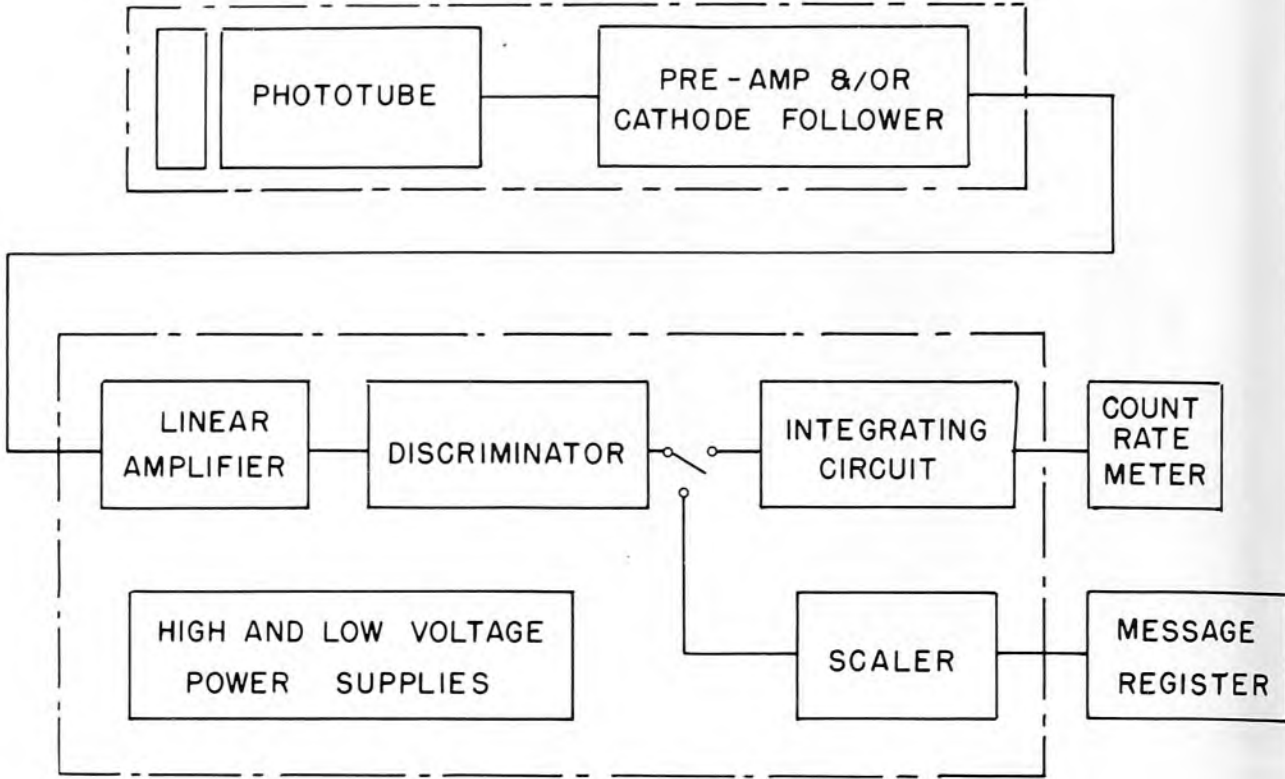 PHOTOTUBE
PRE-AMP &/OR
CATHODE FOLLOWER
LINEAR
AMPLIFIER
DISCRIMINATOR
INTEGRATING
CIRCUIT
COUNT
RATE
METER
HIGH AND LOW VOLTAGE
POWER SUPPLIES
SCALER
MESSAGE
REGISTER